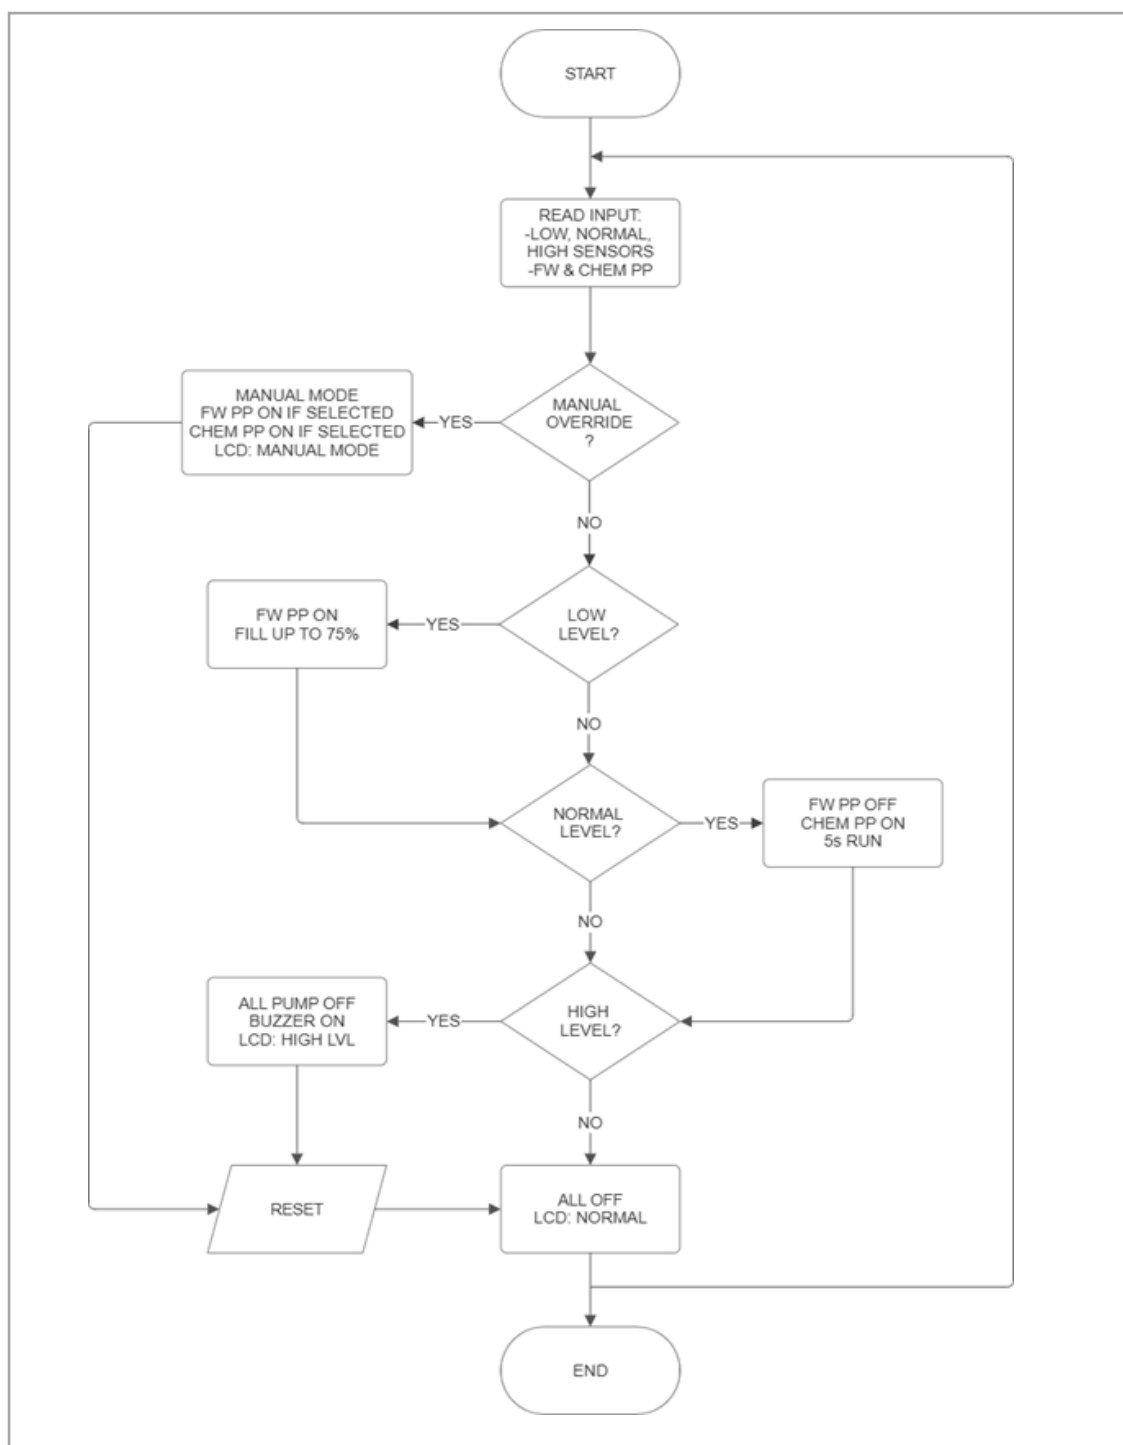 START
READ INPUT:
-LOW, NORMAL,
HIGH SENSORS
-FW & CHEM PP
MANUAL
OVERRIDE
?
YES
MANUAL MODE
FW PP ON IF SELECTED
CHEM PP ON IF SELECTED
LCD: MANUAL MODE
NO
LOW
LEVEL?
YES
FW PP ON
FILL UP TO 75%
NO
NORMAL
LEVEL?
YES
FW PP OFF
CHEM PP ON
5s RUN
NO
HIGH
LEVEL?
YES
ALL PUMP OFF
BUZZER ON
LCD: HIGH LVL
NO
RESET
ALL OFF
LCD: NORMAL
END